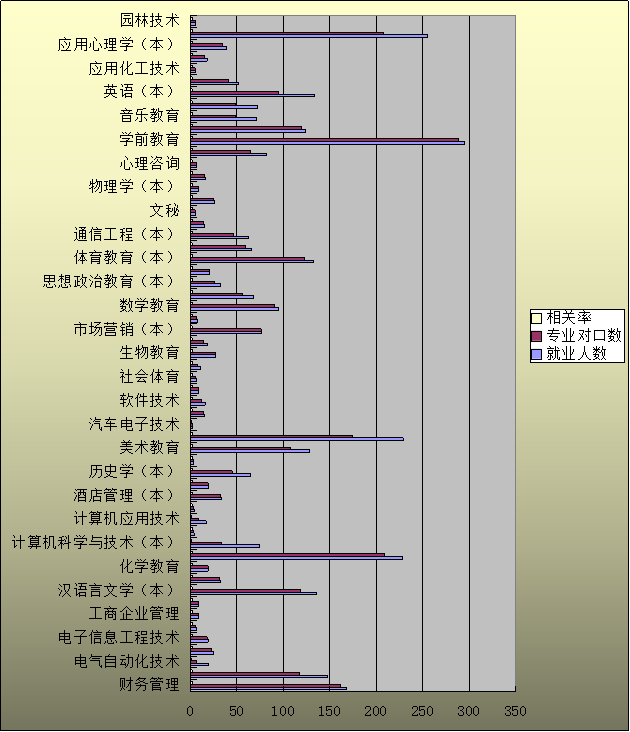 园林技术
应用心理学（本）
应用化工技术
英语（本）
音乐教育
学前教育
心理咨询
物理学（本）
文秘
通信工程（本）
体育教育（本）
思想政治教育（本）
数学教育
市场营销（本）
生物教育
社会体育
软件技术
汽车电子技术
美术教育
历史学（本）
酒店管理（本）
计算机应用技术
计算机科学与技术（本）
化学教育
汉语言文学（本）
工商企业管理
电子信息工程技术
电气自动化技术
财务管理
0 50 100 150 200 250 300 350
相关率
专业对口数
就业人数